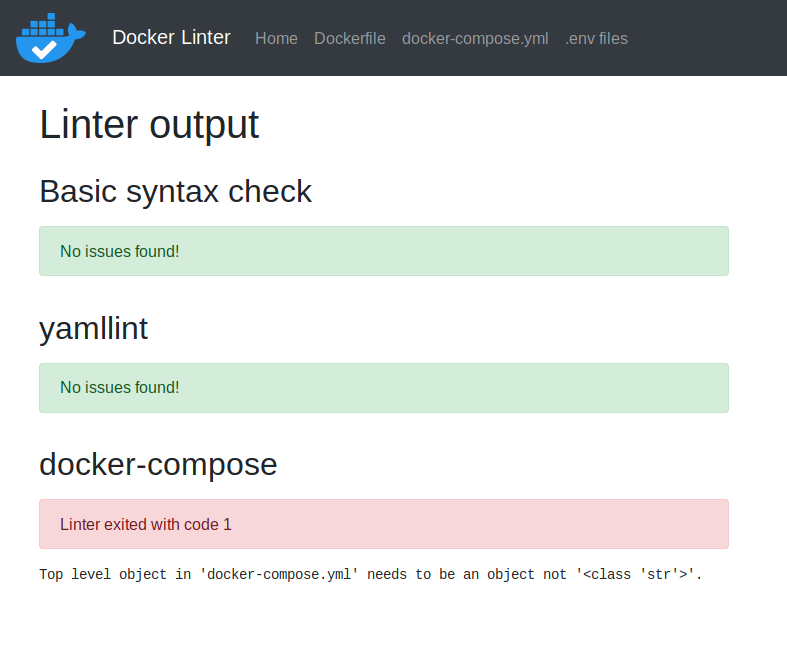 Docker Linter Home Dockerfile docker-compose.yml .env files
Linter output
Basic syntax check
No issues found!
yamllint
No issues found!
docker-compose
Linter exited with code 1
Top level object in 'docker-compose.yml' needs to be an object not '<class 'str'>'.